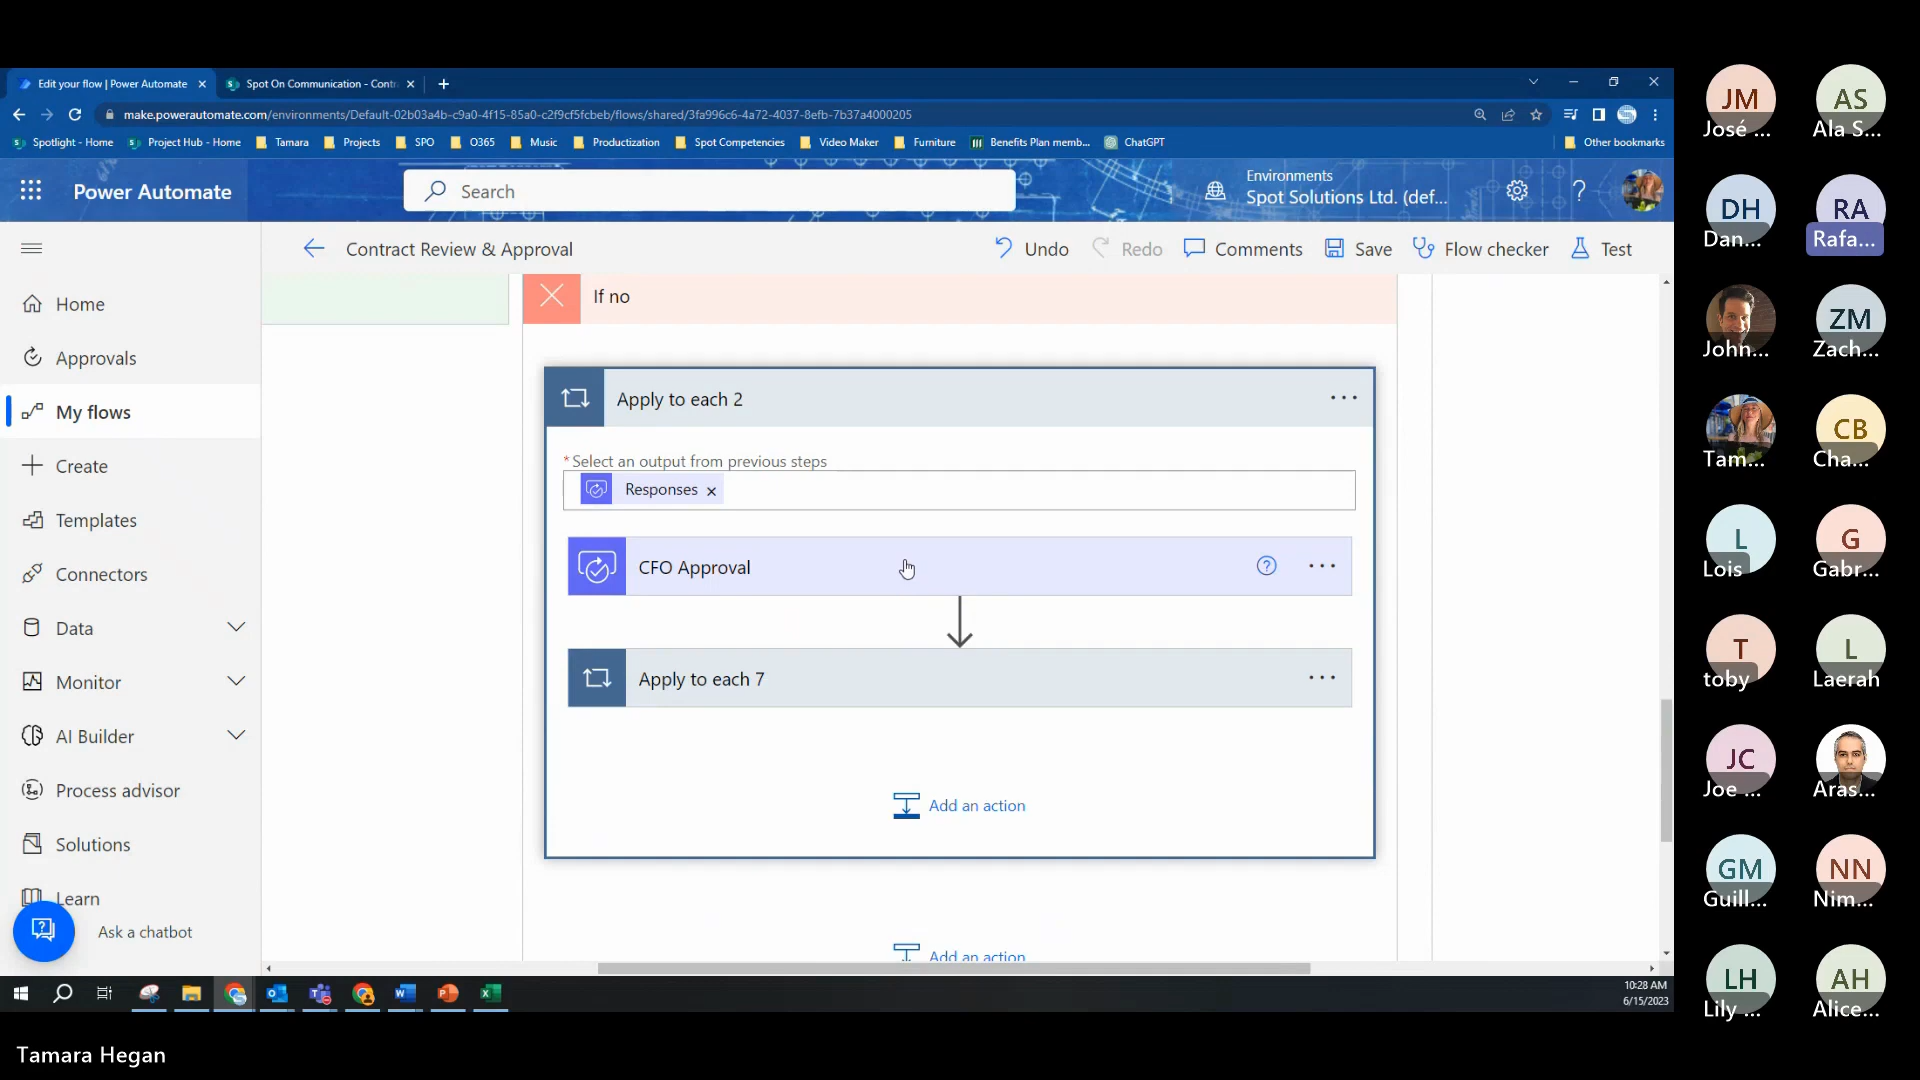 Edit your flow | Power Automate
Spot On Communication - Contr
make.powerautomate.com/environments/Default-02b03a4b-c9a0-4f15-85a0-c2f9cf5fcbeb/flows/shared/3fa996c6-4a72-4037-8efb-7b37a4000205
Spotlight - Home
Project Hub - Home
Tamara
Projects
SPO
O365
Music
Productization
Spot Competencies
Video Maker
Furniture
Benefits Plan memb...
ChatGPT
Other bookmarks
Power Automate
Search
Environments
Spot Solutions Ltd. (def...
Contract Review & Approval
Undo
Redo
Comments
Save
Flow checker
Test
Home
Approvals
My flows
Create
Templates
Connectors
Data
Monitor
AI Builder
Process advisor
Solutions
Learn
Ask a chatbot
If no
Apply to each 2
* Select an output from previous steps
Responses
CFO Approval
Apply to each 7
Add an action
Add an action
10:28 AM
6/15/2023
Tamara Hegan
JM
José ...
AS
Ala S...
DH
Dan...
RA
Rafa...
John...
ZM
Zach...
Tam...
CB
Cha...
L
Lois
G
Gabr...
T
toby
L
Laerah
JC
Joe ...
Aras...
GM
Guill...
NN
Nim...
LH
Lily ...
AH
Alice...